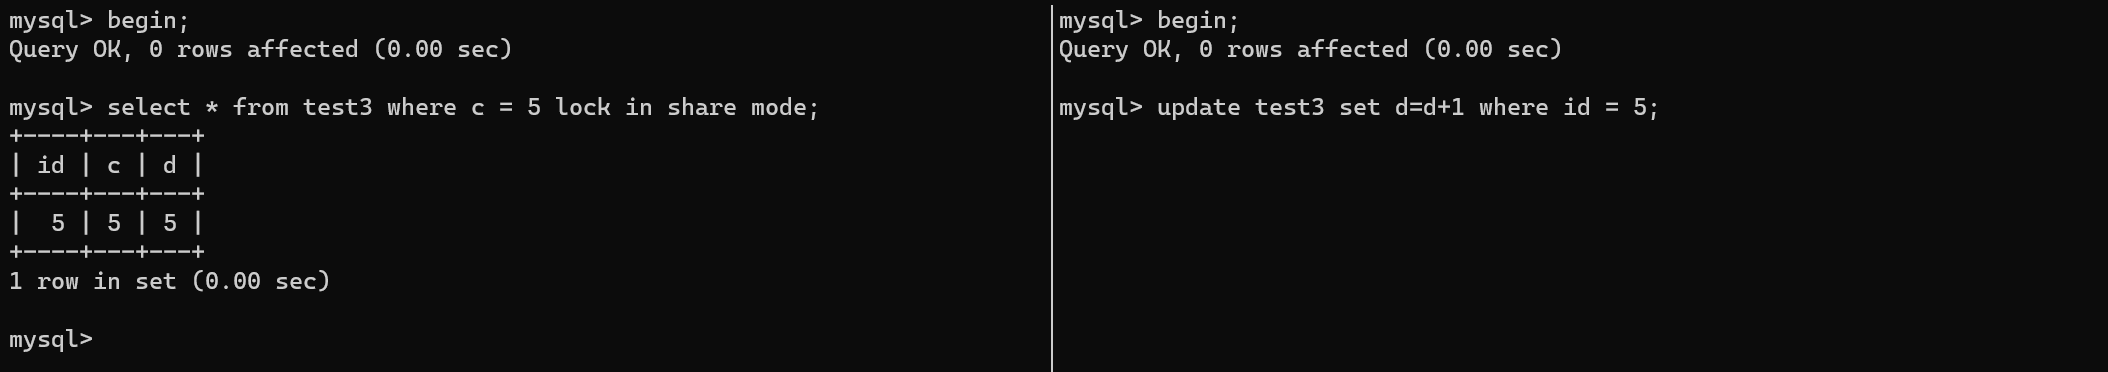 mysql> begin;
Query OK, 0 rows affected (0.00 sec)

mysql> select * from test3 where c = 5 lock in share mode;
+----+---+---+
| id | c | d |
+----+---+---+
|  5 | 5 | 5 |
+----+---+---+
1 row in set (0.00 sec)

mysql>
mysql> begin;
Query OK, 0 rows affected (0.00 sec)

mysql> update test3 set d=d+1 where id = 5;